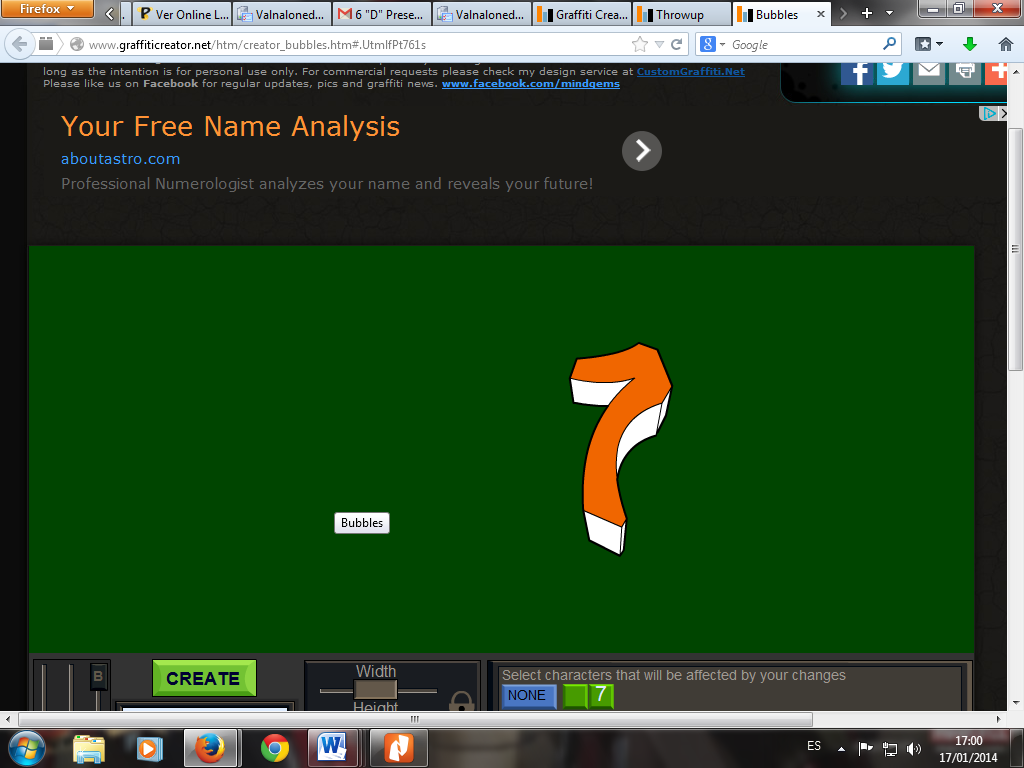 Firefox
.
Ver Online L...
Valnaloned...
6 "D" Prese...
Valnaloned...
Graffiti Crea...
Throwup
Bubbles
www.graffiticreator.net/htm/creator_bubbles.htm#.UtmIfPt761s
Google
long as the intention is for personal use only. For commercial requests please check my design service at CustomGraffiti.Net
Please like us on Facebook for regular updates, pics and graffiti news. www.facebook.com/mindgems
Your Free Name Analysis
aboutastro.com
Professional Numerologist analyzes your name and reveals your future!
7
Bubbles
B
CREATE
Width
Height
Select characters that will be affected by your changes
NONE
7
ES
17:00
17/01/2014